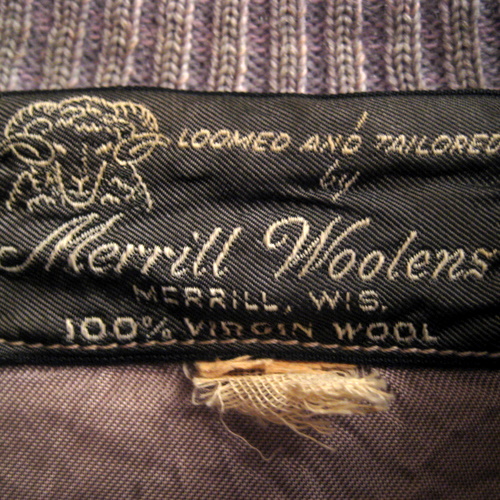 LOOMED AND TAILORED
by
Merrill Woolens
MERRILL, WIS.
100% VIRGIN WOOL